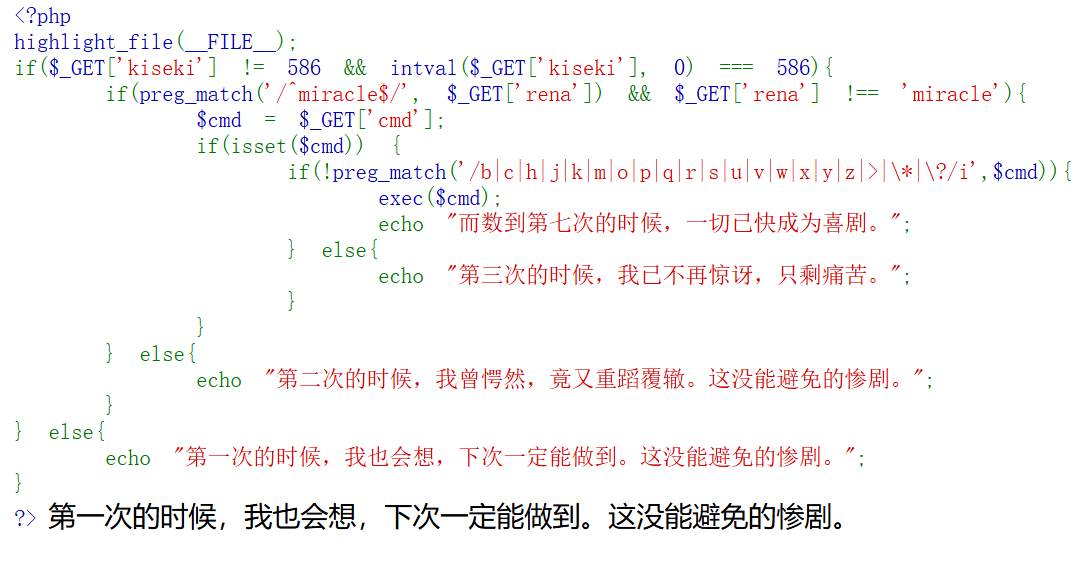 <?php
highlight_file(__FILE__);
if($_GET['kiseki'] != 586 && intval($_GET['kiseki'], 0) === 586){
if(preg_match('/^miracle$/', $_GET['rena']) && $_GET['rena'] !== 'miracle'){
$cmd = $_GET['cmd'];
if(isset($cmd)) {
if(!preg_match('/b|c|h|j|k|m|o|p|q|r|s|u|v|w|x|y|z|>|\*|\?/i',$cmd)){
exec($cmd);
echo "而数到第七次的时候，一切已快成为喜剧。";
} else{
echo "第三次的时候，我已不再惊讶，只剩痛苦。";
}
}
} else{
echo "第二次的时候，我曾愕然，竟又重蹈覆辙。这没能避免的惨剧。";
}
} else{
echo "第一次的时候，我也会想，下次一定能做到。这没能避免的惨剧。";
}
?> 第一次的时候，我也会想，下次一定能做到。这没能避免的惨剧。